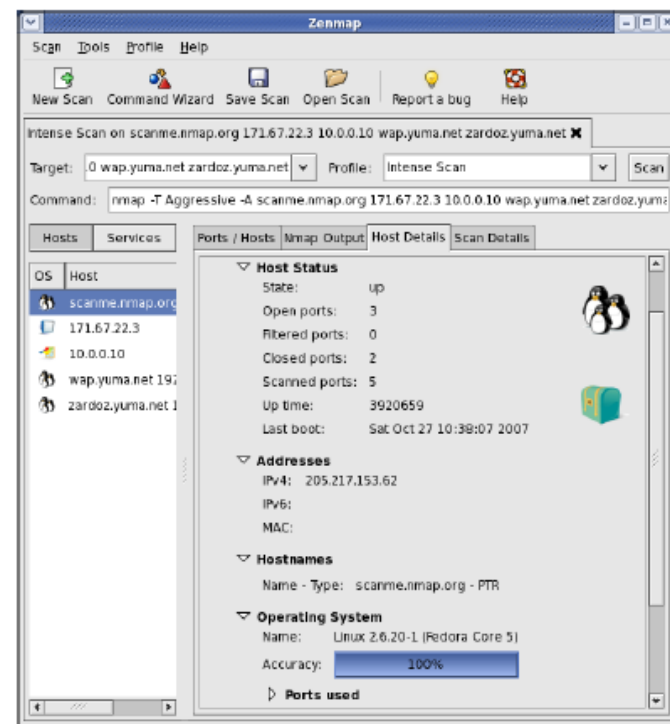 Zenmap
Scan Tools Profile Help
New Scan Command Wizard Save Scan Open Scan Report a bug Help
Intense Scan on scanme.nmap.org 171.67.22.3 10.0.0.10 wap.yuma.net zardoz.yuma.net
Target: .0 wap.yuma.net zardoz.yuma.net Profile: Intense Scan Scan
Command: nmap -T Aggressive -A scanme.nmap.org 171.67.22.3 10.0.0.10 wap.yuma.net zardoz.yuma
Hosts Services
OS Host
scanme.nmap.org
171.67.22.3
10.0.0.10
wap.yuma.net 192
zardoz.yuma.net 1
Ports / Hosts Nmap Output Host Details Scan Details
Host Status
State: up
Open ports: 3
Filtered ports: 0
Closed ports: 2
Scanned ports: 5
Up time: 3920659
Last boot: Sat Oct 27 10:38:07 2007
Addresses
IPv4: 205.217.153.62
IPv6:
MAC:
Hostnames
Name - Type: scanme.nmap.org - PTR
Operating System
Name: Linux 2.6.20-1 (Fedora Core 5)
Accuracy: 100%
Ports used